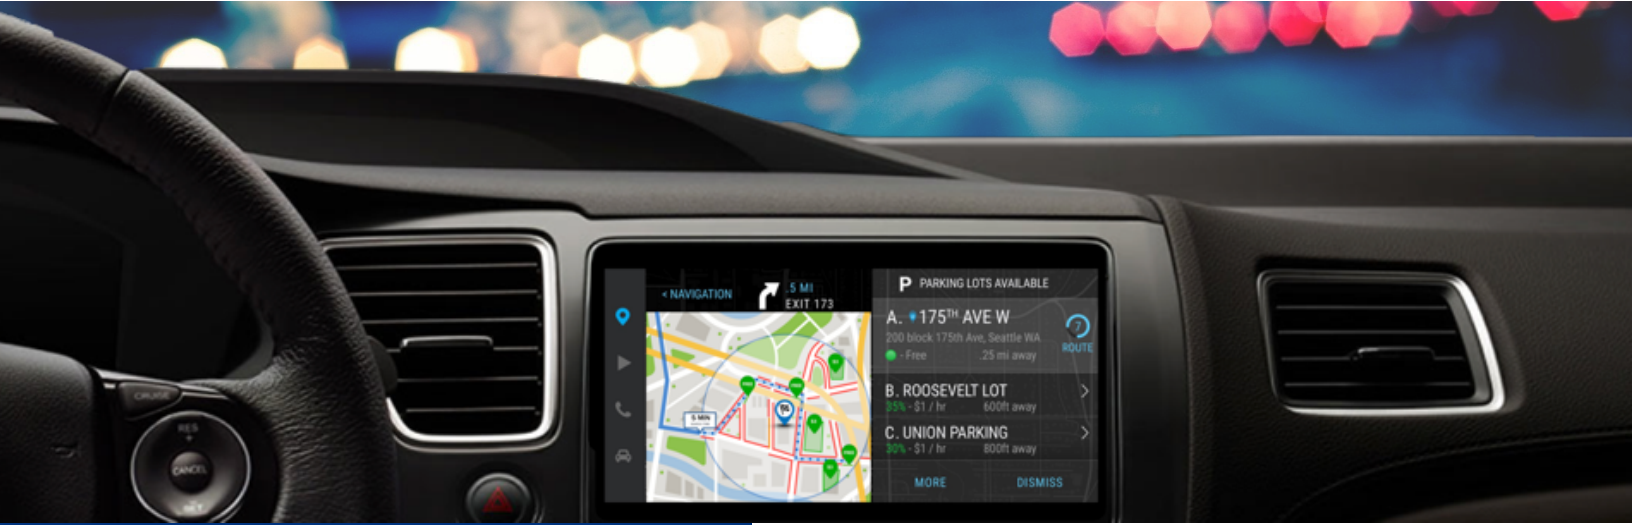 CRUISE
RES
+
CANCEL
SET
< NAVIGATION
.5 MI
EXIT 173
5 MIN
P PARKING LOTS AVAILABLE
A. 175TH AVE W
200 block 175th Ave, Seattle WA
- Free .25 mi away
7
ROUTE
B. ROOSEVELT LOT
35% - $1 / hr 600ft away
C. UNION PARKING
30% - $1 / hr 800ft away
MORE
DISMISS